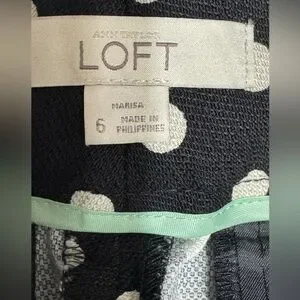 ANN TAYLOR
LOFT
MARISA
6
MADE IN
PHILIPPINES